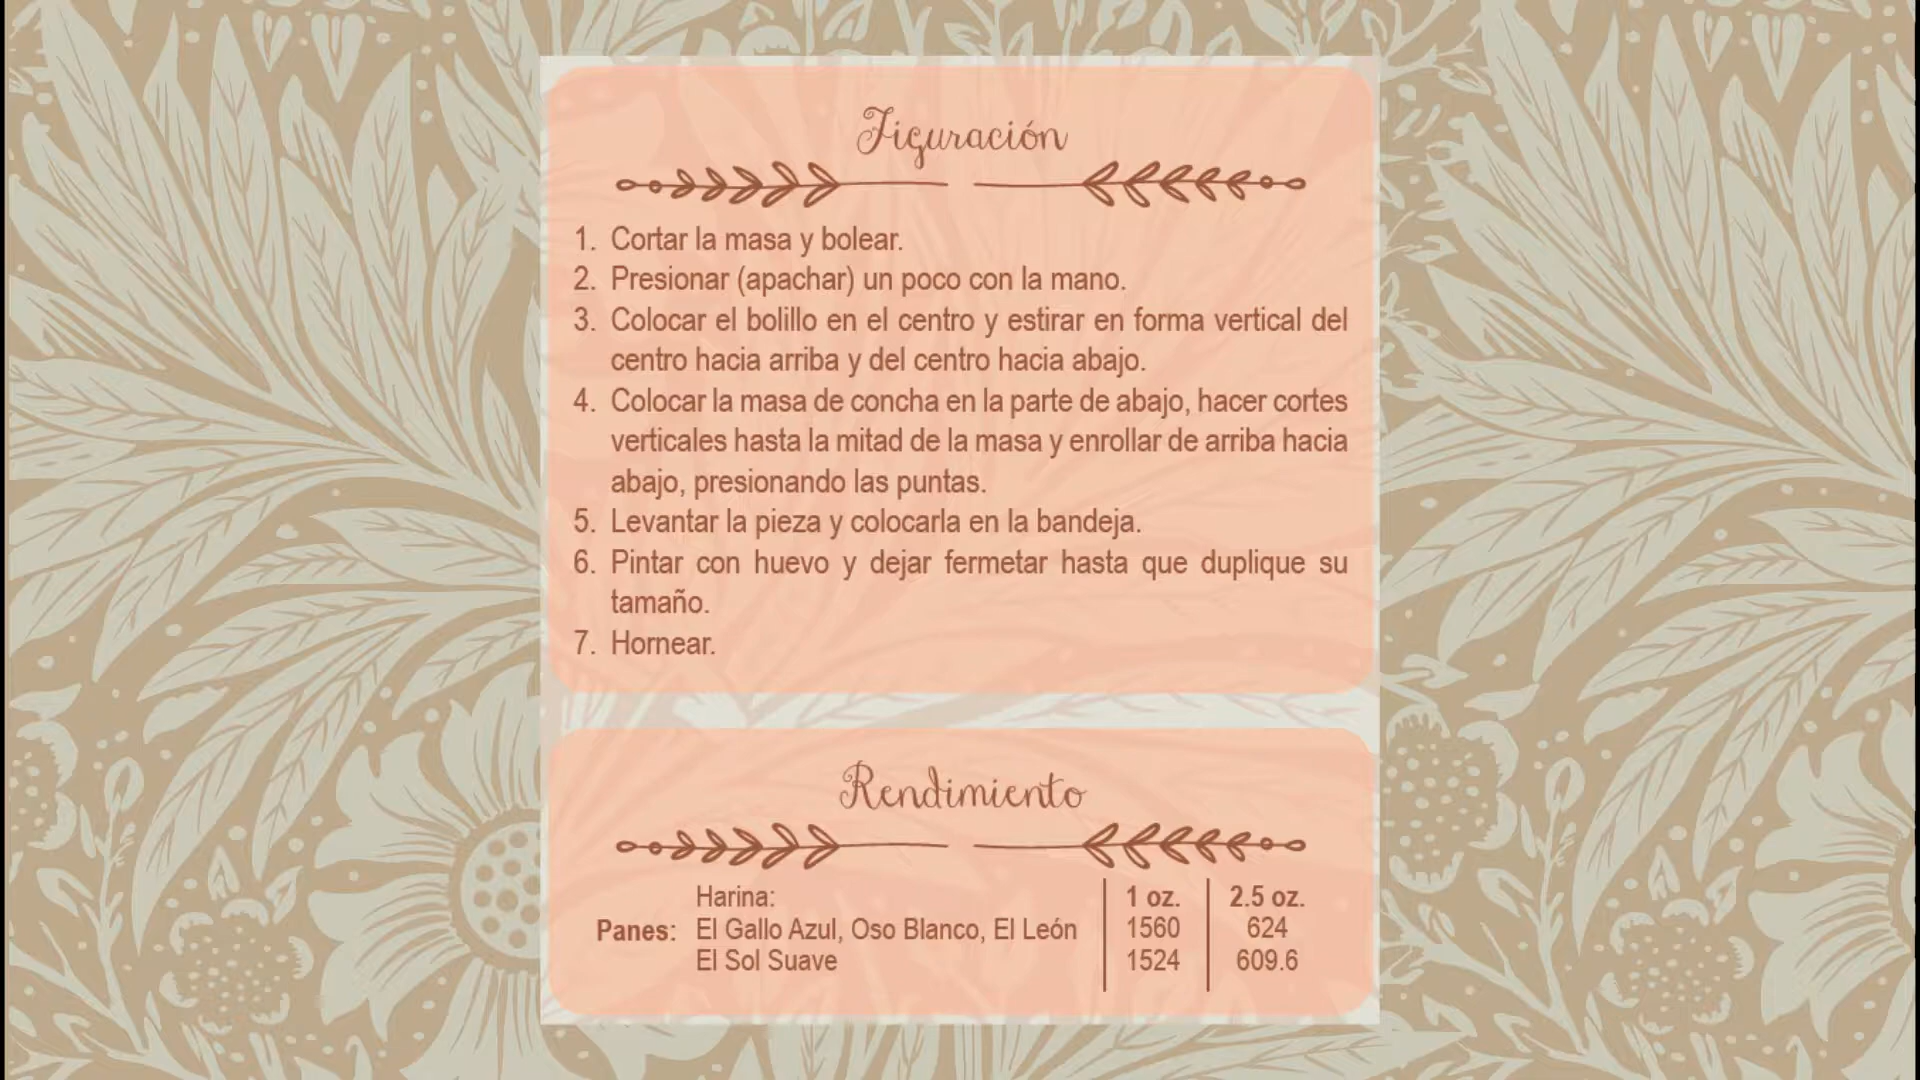 Figuración
1. Cortar la masa y bolear.
2. Presionar (apachar) un poco con la mano.
3. Colocar el bolillo en el centro y estirar en forma vertical del
centro hacia arriba y del centro hacia abajo.
4. Colocar la masa de concha en la parte de abajo, hacer cortes
verticales hasta la mitad de la masa y enrollar de arriba hacia
abajo, presionando las puntas.
5. Levantar la pieza y colocarla en la bandeja.
6. Pintar con huevo y dejar fermetar hasta que duplique su
tamaño.
7. Hornear.
Rendimiento
Harina: 1 oz. 2.5 oz.
Panes: El Gallo Azul, Oso Blanco, El León 1560 624
El Sol Suave 1524 609.6